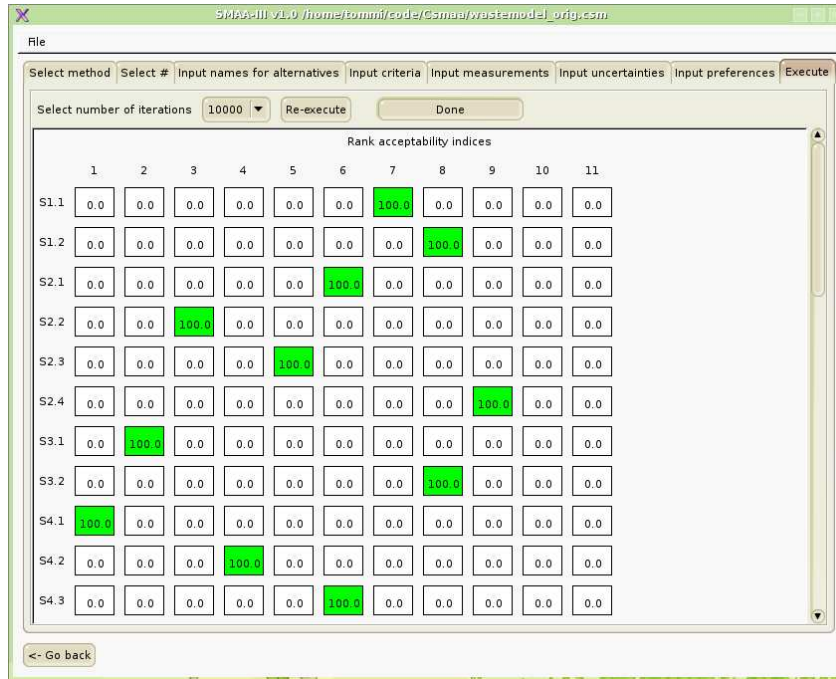 SMAA-III v1.0 /home/tommi/code/Csmaa/wastemodel_orig.csm
File
Select method Select # Input names for alternatives Input criteria Input measurements Input uncertainties Input preferences Execute
Select number of iterations 10000 Re-execute Done
Rank acceptability indices
1 2 3 4 5 6 7 8 9 10 11
S1.1 0.0 0.0 0.0 0.0 0.0 0.0 100.0 0.0 0.0 0.0 0.0
S1.2 0.0 0.0 0.0 0.0 0.0 0.0 0.0 100.0 0.0 0.0 0.0
S2.1 0.0 0.0 0.0 0.0 0.0 100.0 0.0 0.0 0.0 0.0 0.0
S2.2 0.0 0.0 100.0 0.0 0.0 0.0 0.0 0.0 0.0 0.0 0.0
S2.3 0.0 0.0 0.0 0.0 100.0 0.0 0.0 0.0 0.0 0.0 0.0
S2.4 0.0 0.0 0.0 0.0 0.0 0.0 0.0 0.0 100.0 0.0 0.0
S3.1 0.0 100.0 0.0 0.0 0.0 0.0 0.0 0.0 0.0 0.0 0.0
S3.2 0.0 0.0 0.0 0.0 0.0 0.0 0.0 100.0 0.0 0.0 0.0
S4.1 100.0 0.0 0.0 0.0 0.0 0.0 0.0 0.0 0.0 0.0 0.0
S4.2 0.0 0.0 0.0 100.0 0.0 0.0 0.0 0.0 0.0 0.0 0.0
S4.3 0.0 0.0 0.0 0.0 0.0 100.0 0.0 0.0 0.0 0.0 0.0
<- Go back